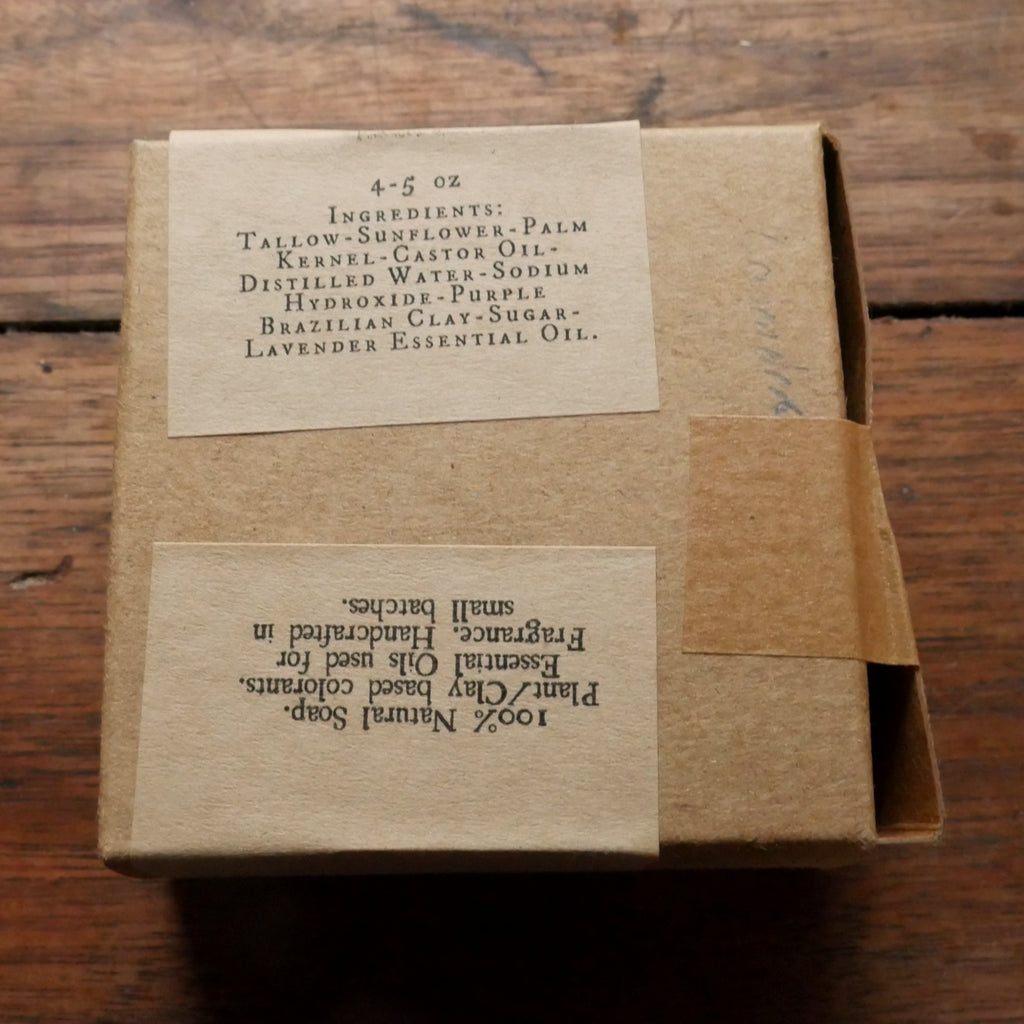 4-5 oz
Ingredients:
Tallow-Sunflower-Palm
Kernel-Castor Oil-
Distilled Water-Sodium
Hydroxide-Purple
Brazilian Clay-Sugar-
Lavender Essential Oil.
100% Natural Soap.
Plant/Clay based colorants.
Essential Oils used for
Fragrance. Handcrafted in
small batches.